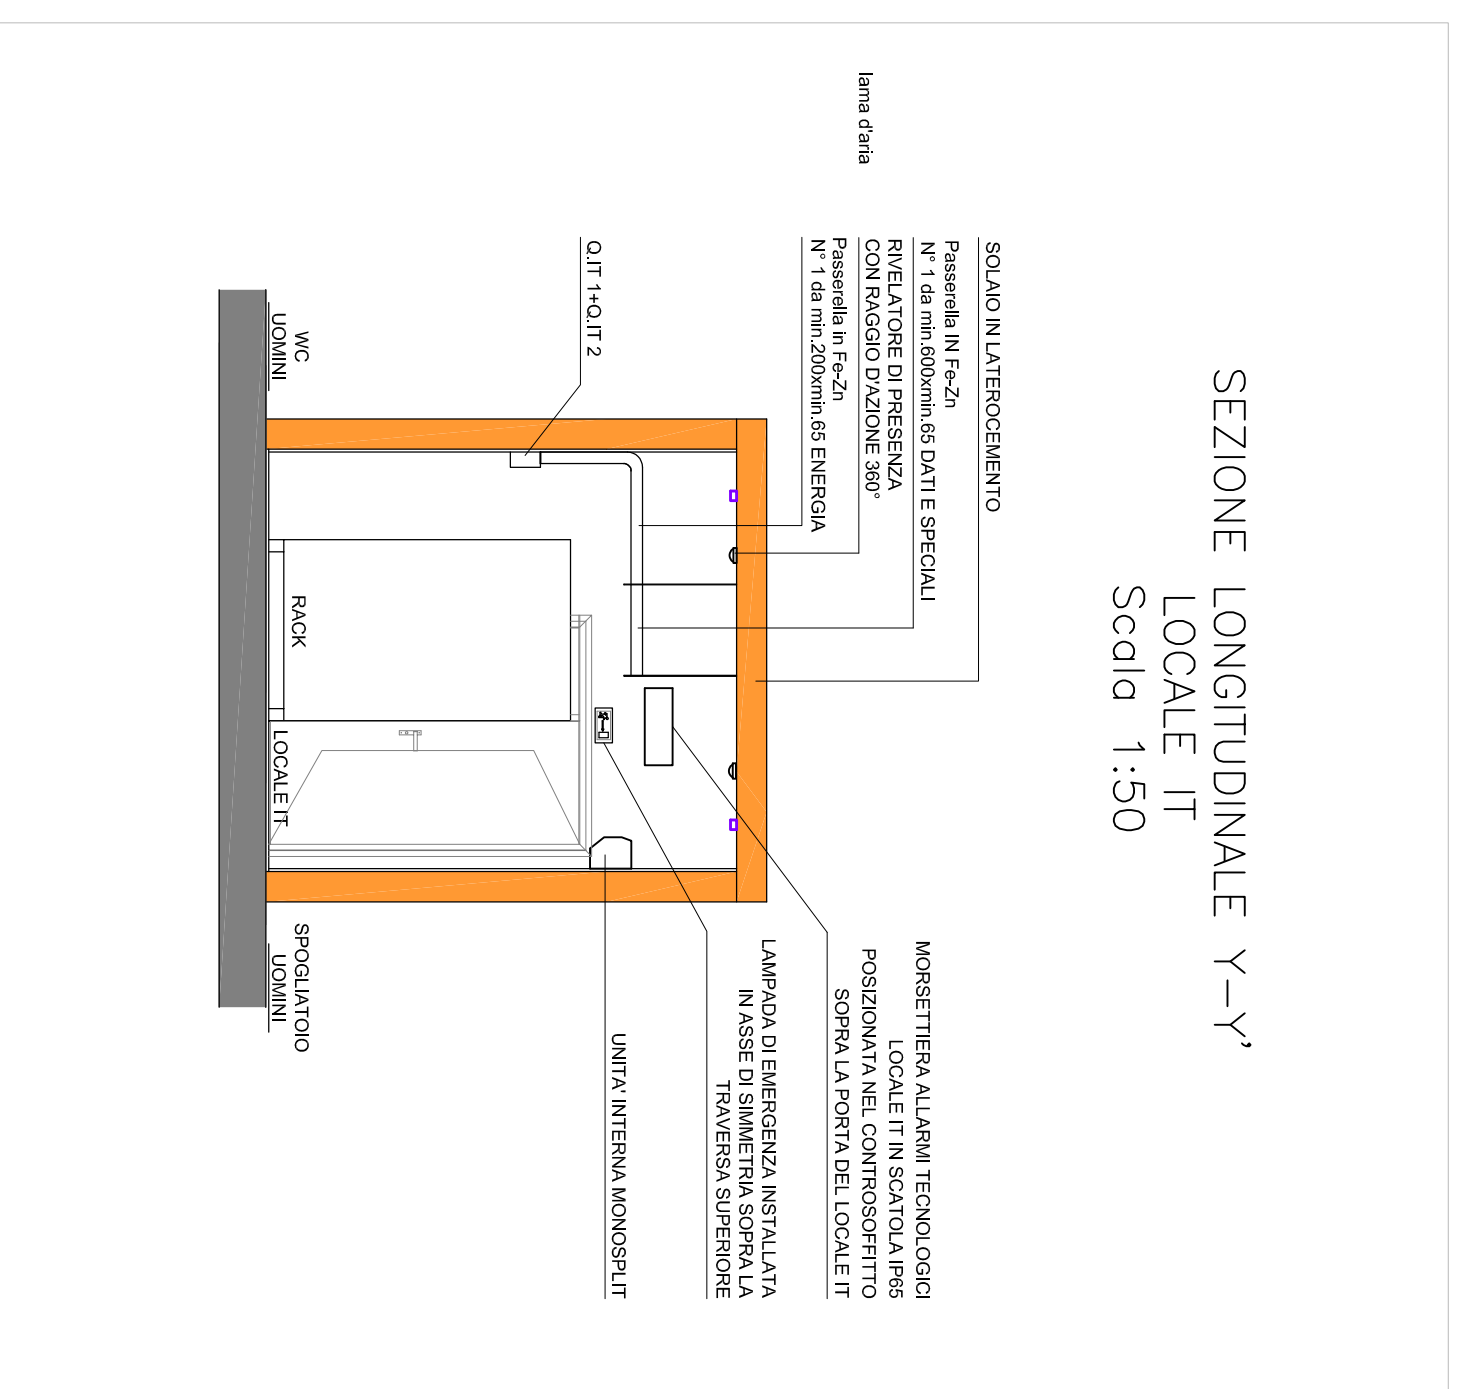 SEZIONE LONGITUDINALE Y-Y'
LOCALE IT
Scala 1:50
lama d'aria
SOLAIO IN LATEROCEMENTO
Passerella IN Fe-Zn
N° 1 da min.600xmin.65 DATI E SPECIALI
RIVELATORE DI PRESENZA
CON RAGGIO D'AZIONE 360°
Passerella in Fe-Zn
N° 1 da min.200xmin.65 ENERGIA
Q.IT 1+Q.IT 2
MORSETTIERA ALLARMI TECNOLOGICI
LOCALE IT IN SCATOLA IP65
POSIZIONATA NEL CONTROSOFFITTO
SOPRA LA PORTA DEL LOCALE IT
LAMPADA DI EMERGENZA INSTALLATA
IN ASSE DI SIMMETRIA SOPRA LA
TRAVERSA SUPERIORE
UNITA' INTERNA MONOSPLIT
WC
UOMINI
RACK
LOCALE IT
SPOGLIATOIO
UOMINI